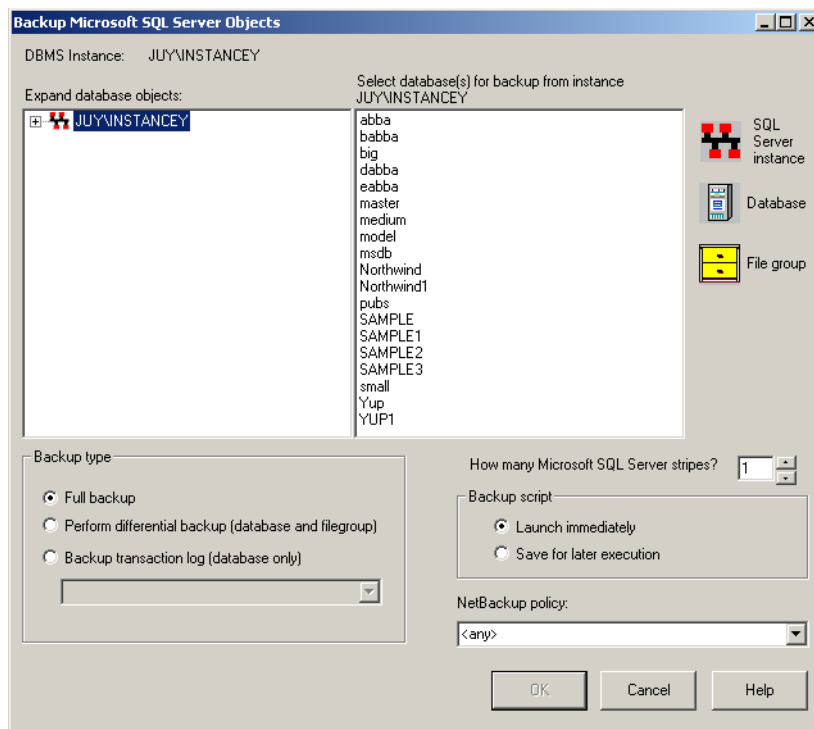 Backup Microsoft SQL Server Objects
DBMS Instance: JUY\INSTANCEY
Expand database objects:
JUY\INSTANCEY
Select database(s) for backup from instance
JUY\INSTANCEY
abba
babba
big
dabba
eabba
master
medium
model
msdb
Northwind
Northwind1
pubs
SAMPLE
SAMPLE1
SAMPLE2
SAMPLE3
small
Yup
YUP1
SQL
Server
instance
Database
File group
Backup type
Full backup
Perform differential backup (database and filegroup)
Backup transaction log (database only)
How many Microsoft SQL Server stripes? 1
Backup script
Launch immediately
Save for later execution
NetBackup policy:
<any>
OK Cancel Help